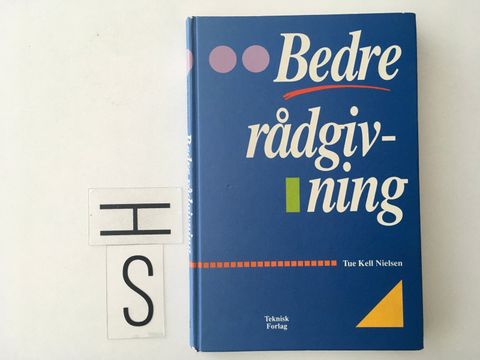 Bedre
rådgiv-
ning
Tue Kell Nielsen
Teknisk
Forlag
H
S